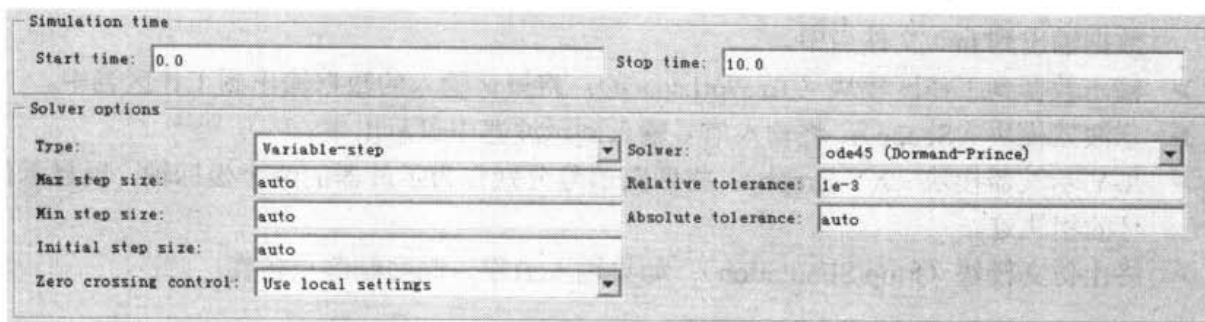 Simulation time
Start time: 0.0 Stop time: 10.0
Solver options
Type: Variable-step Solver: ode45 (Dormand-Prince)
Max step size: auto Relative tolerance: 1e-3
Min step size: auto Absolute tolerance: auto
Initial step size: auto
Zero crossing control: Use local settings